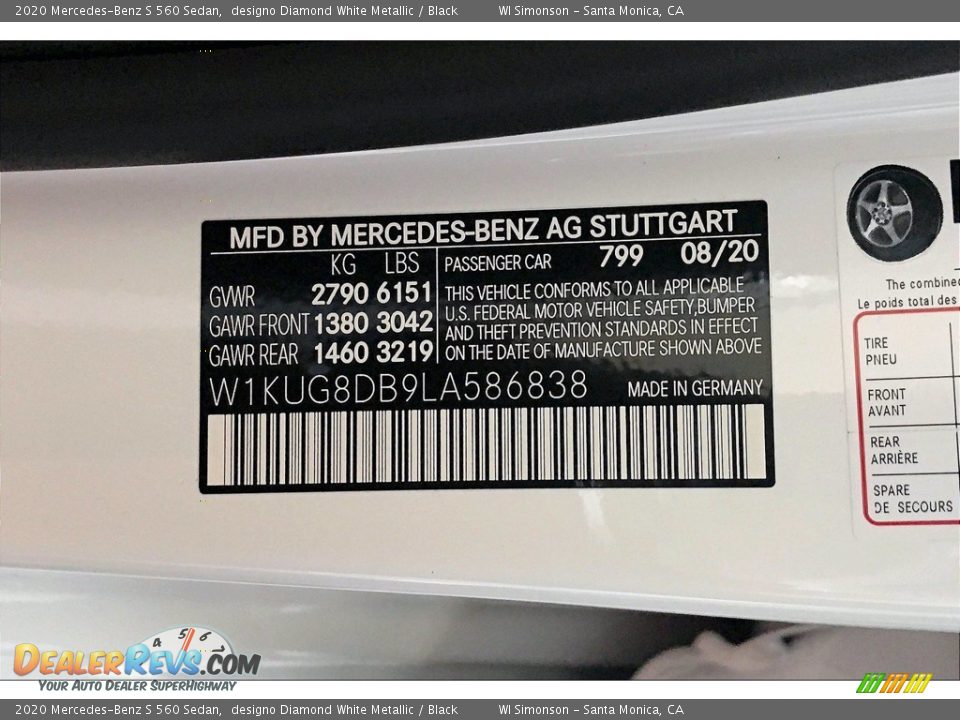 2020 Mercedes-Benz S 560 Sedan, designo Diamond White Metallic / Black WI Simonson - Santa Monica, CA
MFD BY MERCEDES-BENZ AG STUTTGART
KG LBS
GVWR 2790 6151
GAWR FRONT 1380 3042
GAWR REAR 1460 3219
PASSENGER CAR 799 08/20
THIS VEHICLE CONFORMS TO ALL APPLICABLE
U.S. FEDERAL MOTOR VEHICLE SAFETY,BUMPER
AND THEFT PREVENTION STANDARDS IN EFFECT
ON THE DATE OF MANUFACTURE SHOWN ABOVE
W1KUG8DB9LA586838 MADE IN GERMANY
The combined
Le poids total des
TIRE
PNEU
FRONT
AVANT
REAR
ARRIÈRE
SPARE
DE SECOURS
4 5 6 7
DEALERREVS.COM
YOUR AUTO DEALER SUPERHIGHWAY
2020 Mercedes-Benz S 560 Sedan, designo Diamond White Metallic / Black WI Simonson - Santa Monica, CA